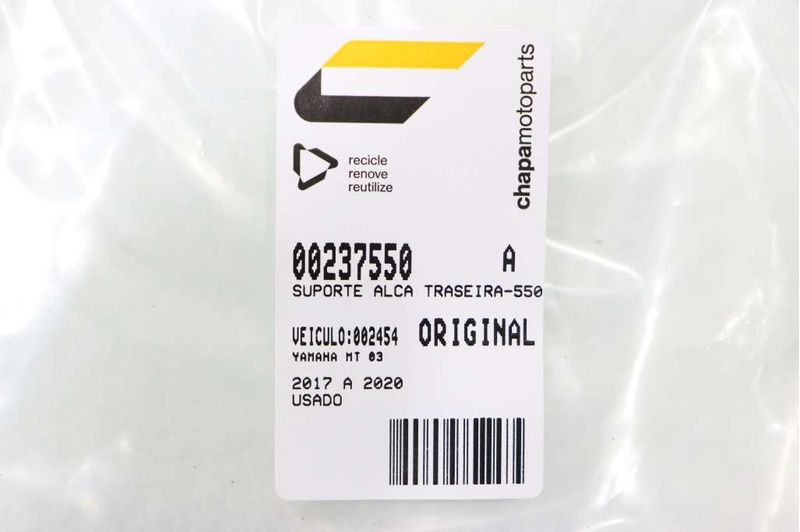 chapamotoparts
recicle
renove
reutilize
00237550 A
SUPORTE ALCA TRASEIRA-550
VEICULO:002454 ORIGINAL
YAMAHA MT 03
2017 A 2020
USADO